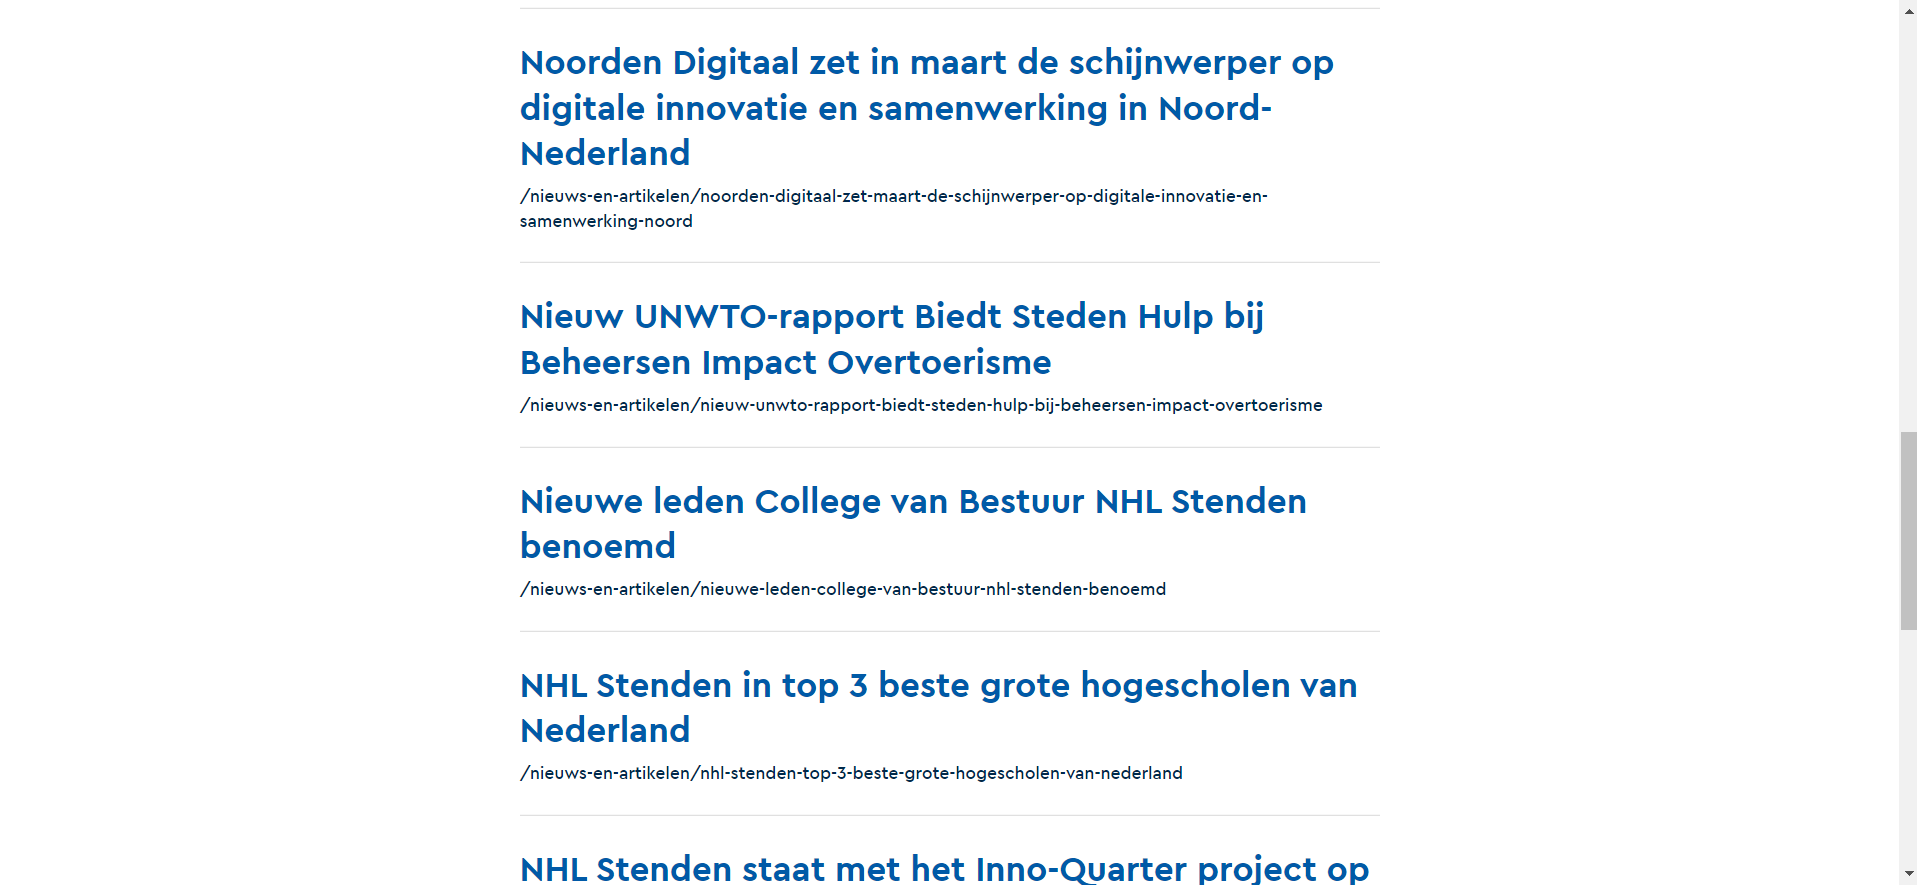 Noorden Digitaal zet in maart de schijnwerper op
digitale innovatie en samenwerking in Noord-
Nederland
/nieuws-en-artikelen/noorden-digitaal-zet-maart-de-schijnwerper-op-digitale-innovatie-en-
samenwerking-noord
Nieuw UNWTO-rapport Biedt Steden Hulp bij
Beheersen Impact Overtoerisme
/nieuws-en-artikelen/nieuw-unwto-rapport-biedt-steden-hulp-bij-beheersen-impact-overtoerisme
Nieuwe leden College van Bestuur NHL Stenden
benoemd
/nieuws-en-artikelen/nieuwe-leden-college-van-bestuur-nhl-stenden-benoemd
NHL Stenden in top 3 beste grote hogescholen van
Nederland
/nieuws-en-artikelen/nhl-stenden-top-3-beste-grote-hogescholen-van-nederland
NHL Stenden staat met het Inno-Quarter project op